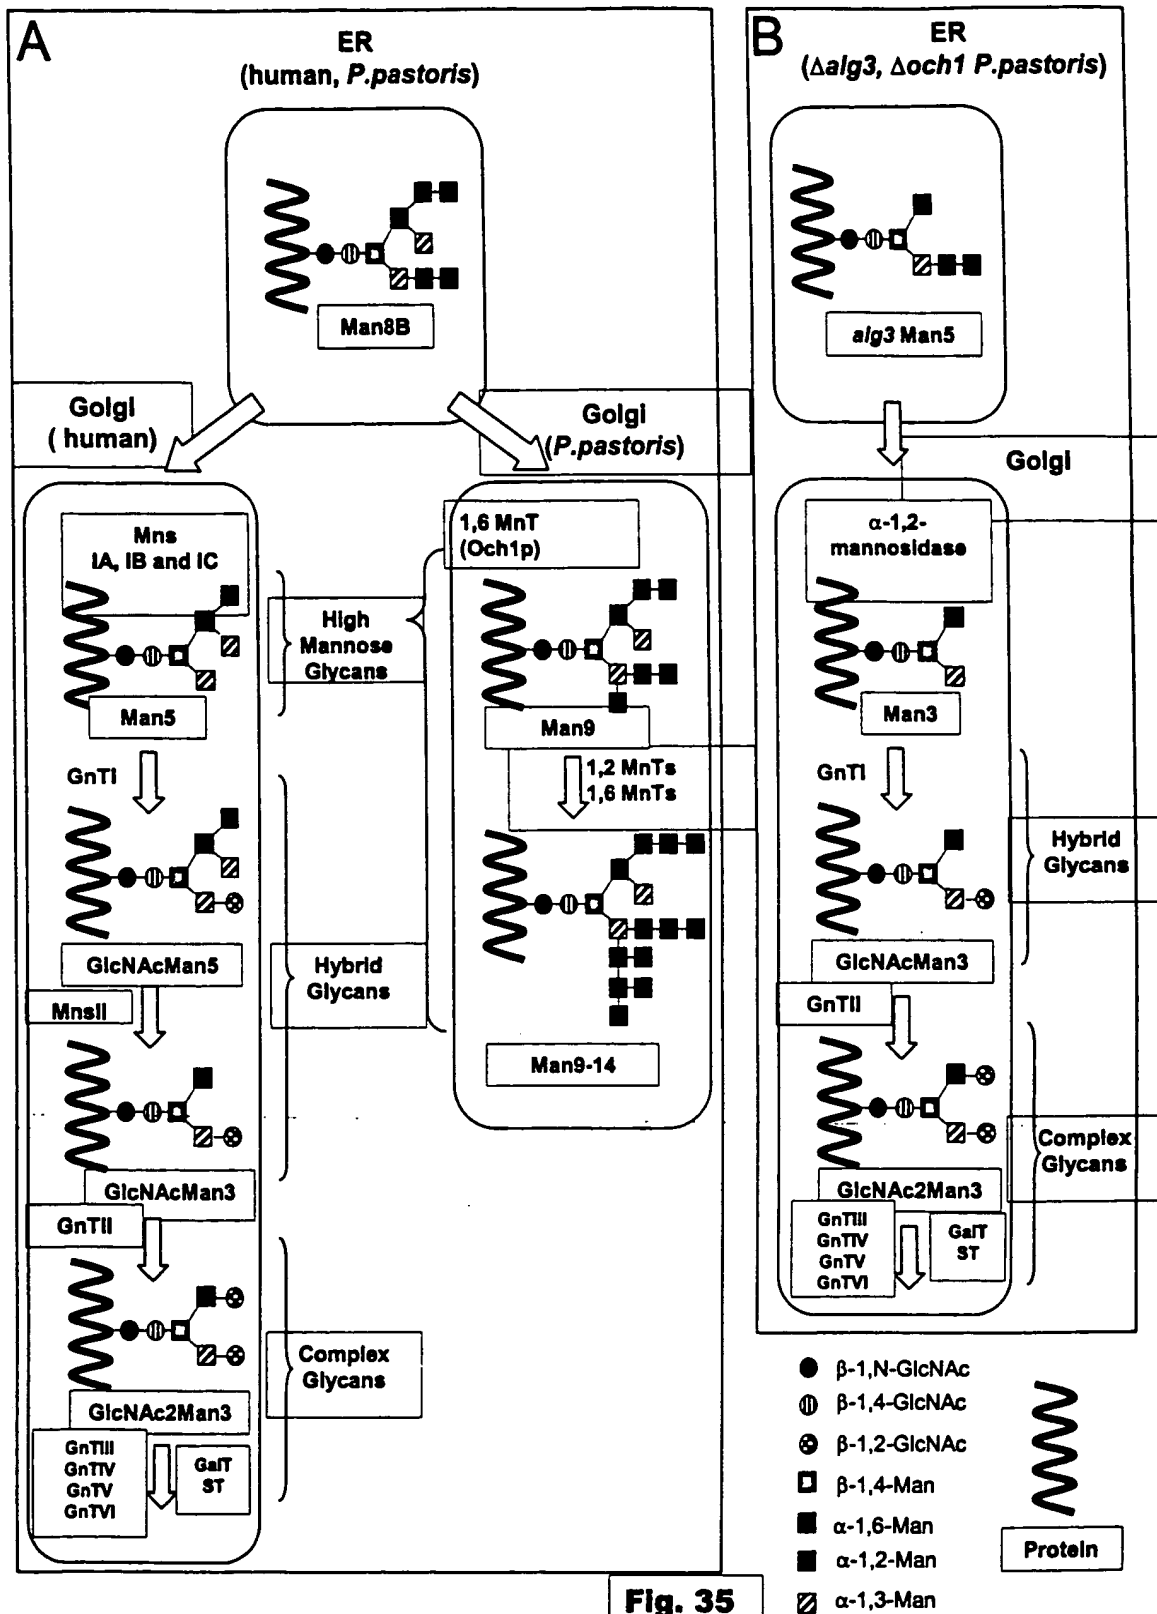 A
ER
(human, P.pastoris)
Man8B
Golgi
( human)
Golgi
(P.pastoris)
Mns
IA, IB and IC
Man5
GnTI
GlcNAcMan5
MnsII
GlcNAcMan3
GnTII
GlcNAc2Man3
GnTIII
GnTIV
GnTV
GnTVI
GalT
ST
High
Mannose
Glycans
Hybrid
Glycans
Complex
Glycans
1,6 MnT
(Och1p)
Man9
1,2 MnTs
1,6 MnTs
Man9-14
B
ER
(Δalg3, Δoch1 P.pastoris)
alg3 Man5
Golgi
α-1,2-
mannosidase
Man3
GnTI
GlcNAcMan3
GnTII
GlcNAc2Man3
GnTIII
GnTIV
GnTV
GnTVI
GalT
ST
Hybrid
Glycans
Complex
Glycans
β-1,N-GlcNAc
β-1,4-GlcNAc
β-1,2-GlcNAc
β-1,4-Man
α-1,6-Man
α-1,2-Man
α-1,3-Man
Protein
Fig. 35